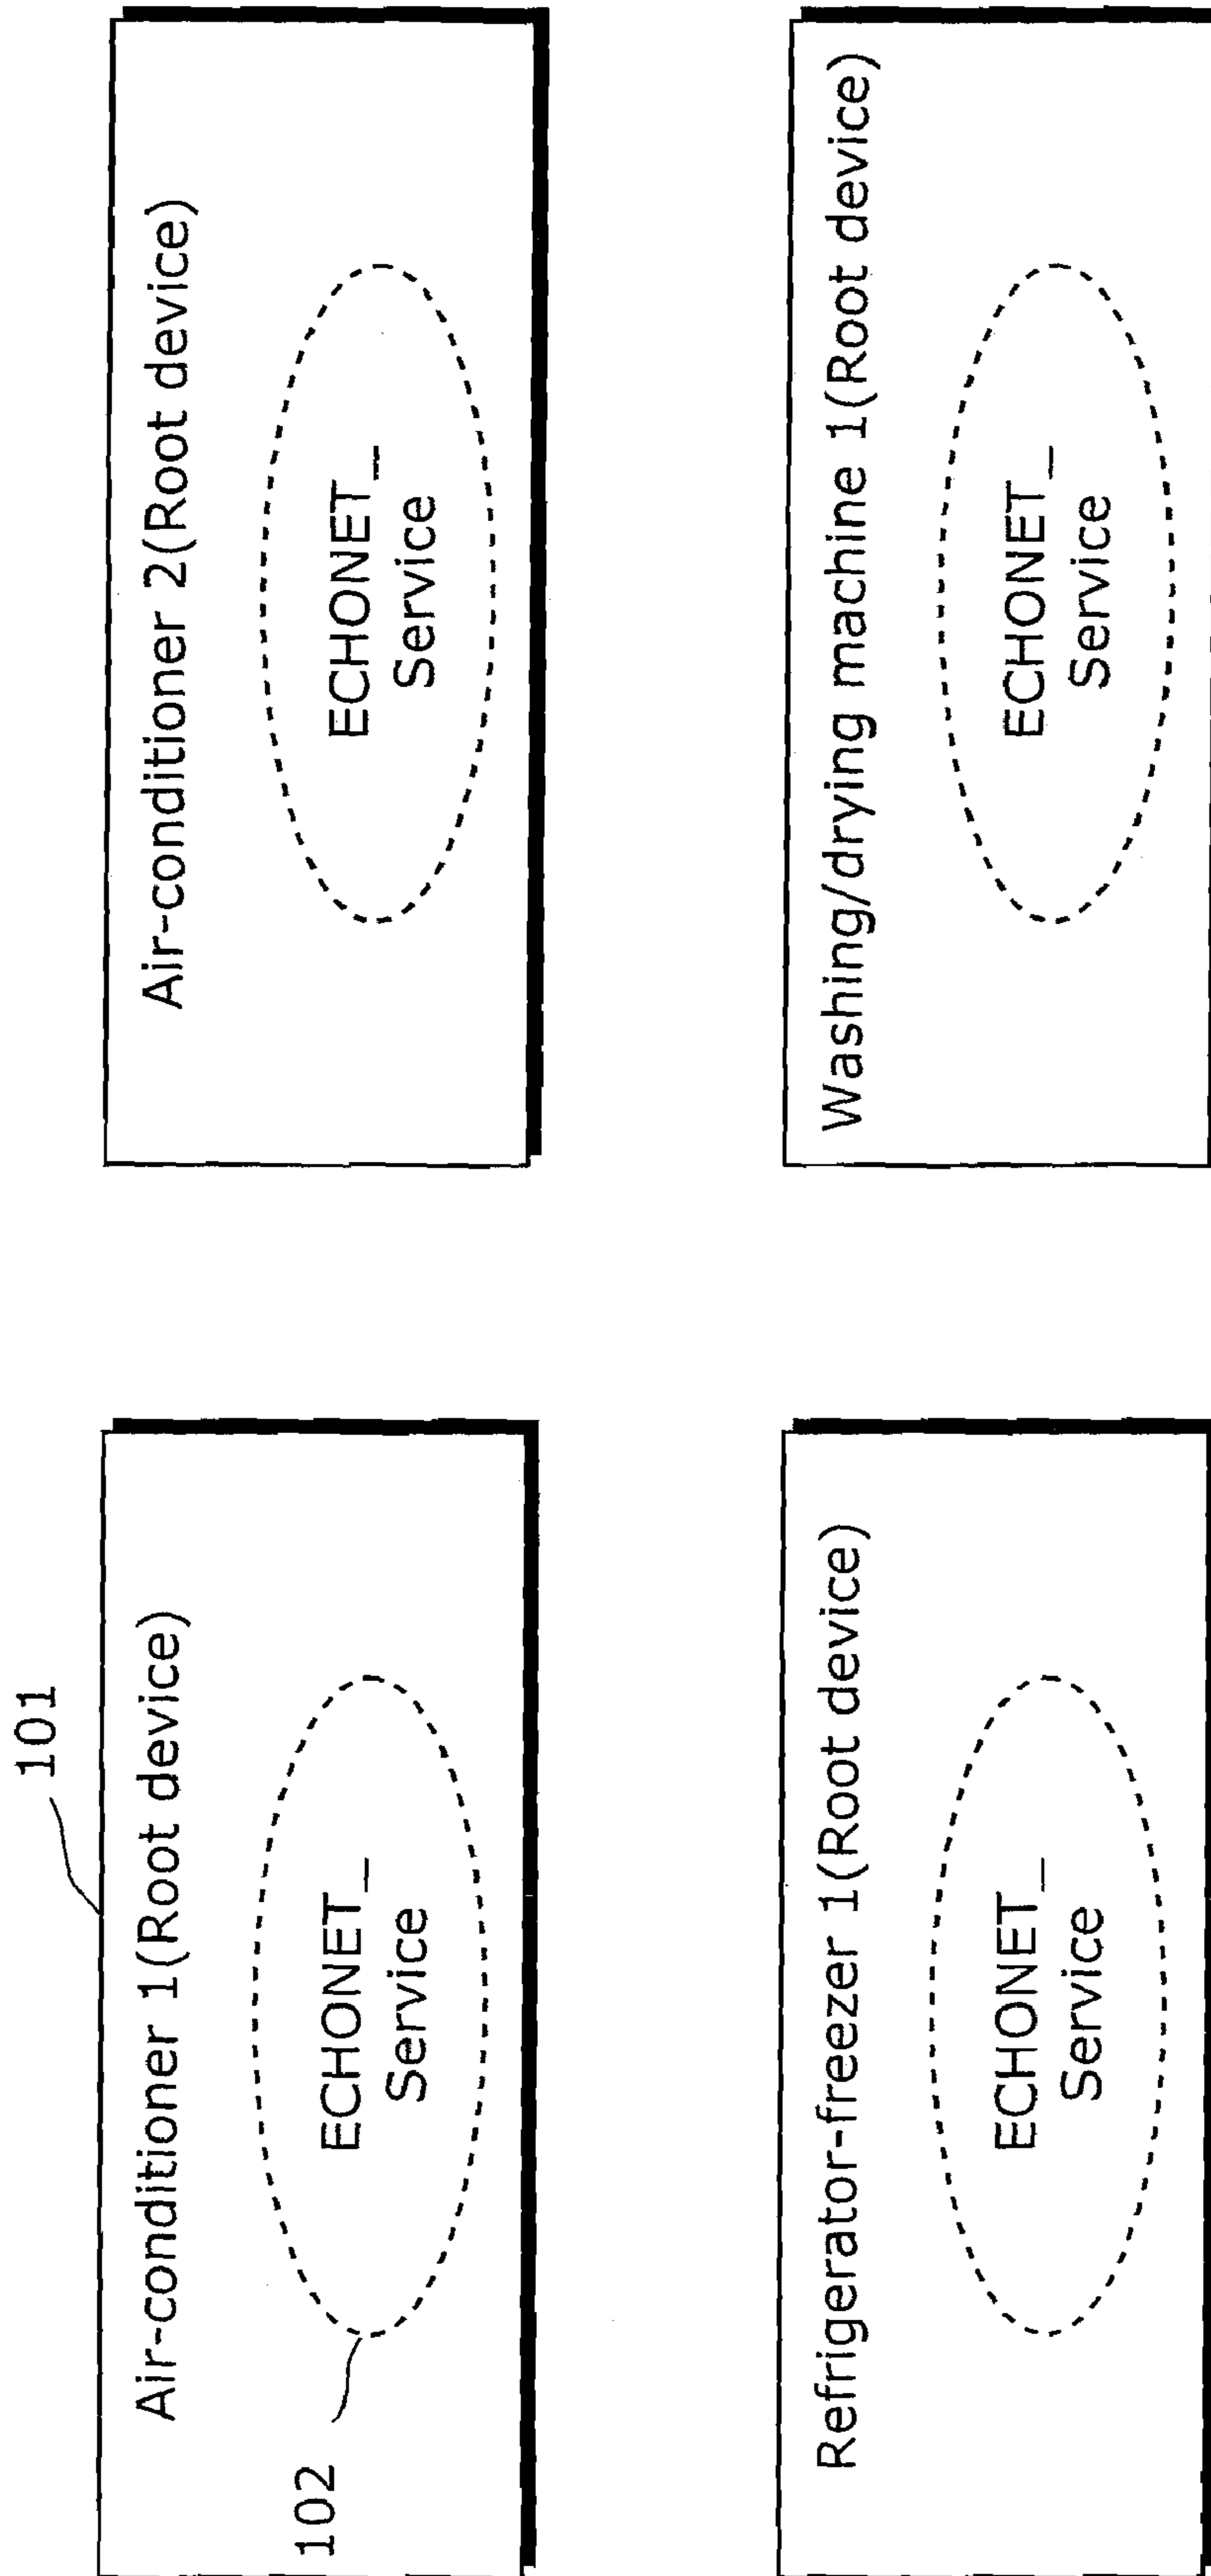 101
Air-conditioner 1(Root device)
ECHONET_
Service
102
Air-conditioner 2(Root device)
ECHONET_
Service
Refrigerator-freezer 1(Root device)
ECHONET_
Service
Washing/drying machine 1(Root device)
ECHONET_
Service